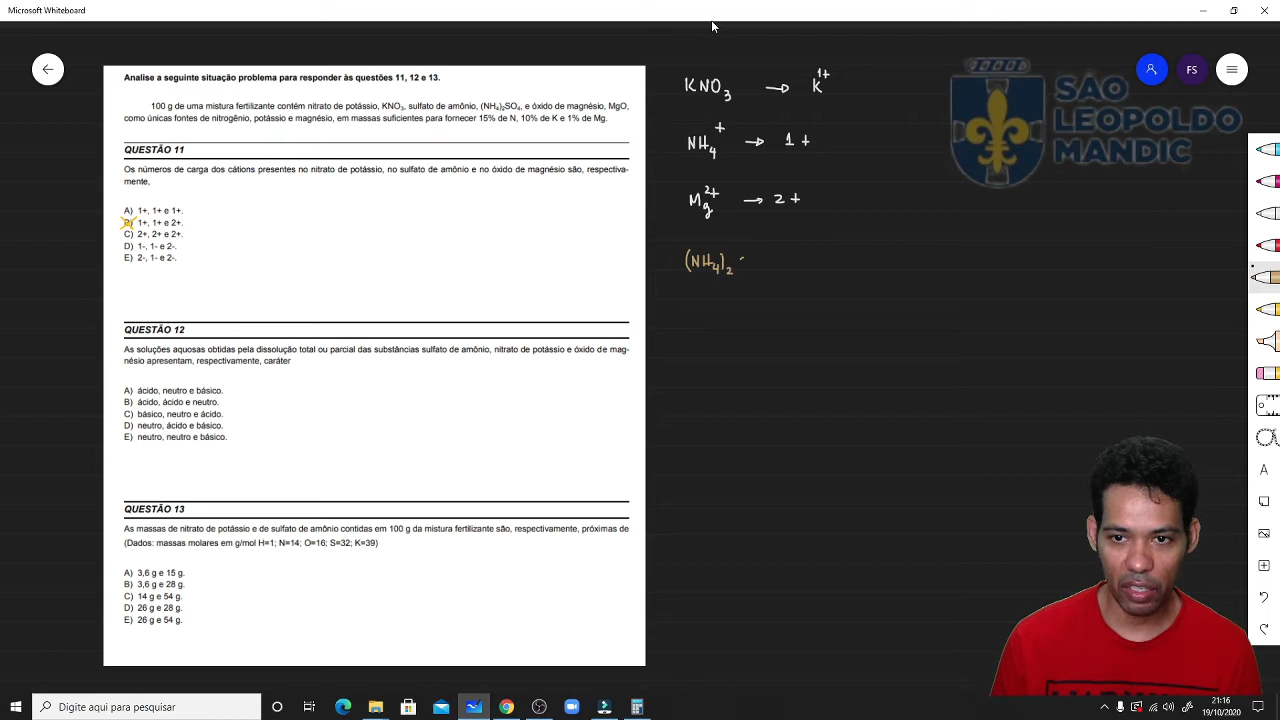 Microsoft Whiteboard
Analise a seguinte situação problema para responder às questões 11, 12 e 13.
100 g de uma mistura fertilizante contém nitrato de potássio, KNO₃, sulfato de amônio, (NH₄)₂SO₄, e óxido de magnésio, MgO,
como únicas fontes de nitrogênio, potássio e magnésio, em massas suficientes para fornecer 15% de N, 10% de K e 1% de Mg.
QUESTÃO 11
Os números de carga dos cátions presentes no nitrato de potássio, no sulfato de amônio e no óxido de magnésio são, respectiva-
mente,
A) 1+, 1+ e 1+.
B) 1+, 1+ e 2+.
C) 2+, 2+ e 2+.
D) 1-, 1- e 2-.
E) 2-, 1- e 2-.
QUESTÃO 12
As soluções aquosas obtidas pela dissolução total ou parcial das substâncias sulfato de amônio, nitrato de potássio e óxido de mag-
nésio apresentam, respectivamente, caráter
A) ácido, neutro e básico.
B) ácido, ácido e neutro.
C) básico, neutro e ácido.
D) neutro, ácido e básico.
E) neutro, neutro e básico.
QUESTÃO 13
As massas de nitrato de potássio e de sulfato de amônio contidas em 100 g da mistura fertilizante são, respectivamente, próximas de
(Dados: massas molares em g/mol H=1; N=14; O=16; S=32; K=39)
A) 3,6 g e 15 g.
B) 3,6 g e 28 g.
C) 14 g e 54 g.
D) 26 g e 28 g.
E) 26 g e 54 g.
KNO₃ → K¹⁺
NH₄⁺ → 1+
Mg²⁺ → 2+
(NH₄)₂
SÃO
LEOPOLDO
MANDIC
FS
A
Digite aqui para pesquisar
21:16
19/10/2020